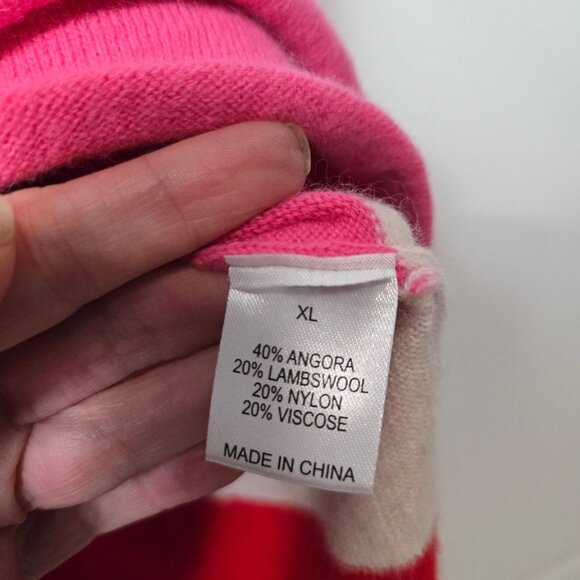 XL
40% ANGORA
20% LAMBSWOOL
20% NYLON
20% VISCOSE
MADE IN CHINA